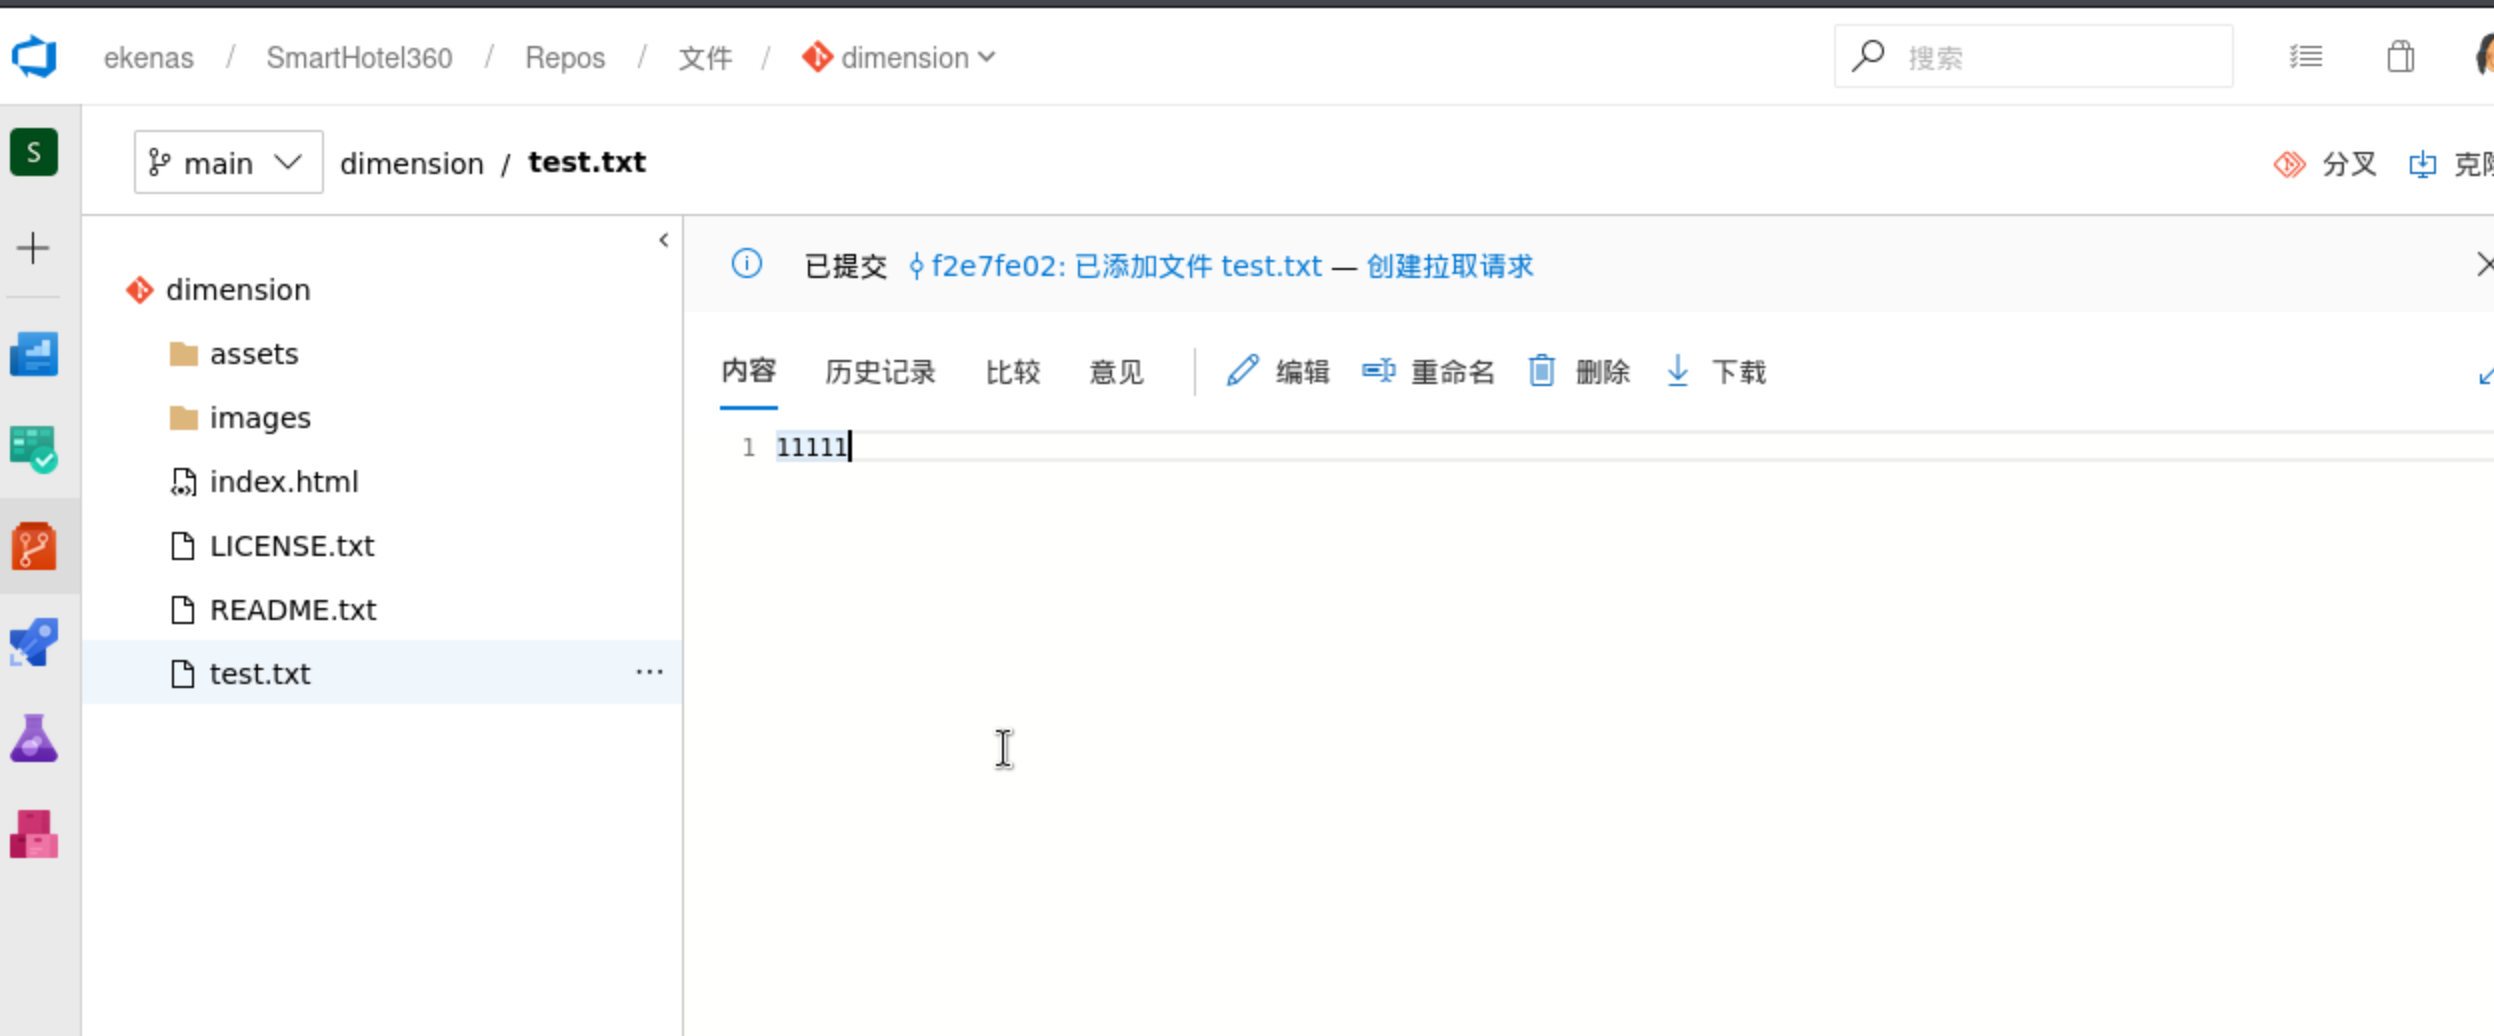 ekenas / SmartHotel360 / Repos / 文件 / dimension
搜索
S
main
dimension / test.txt
分叉
dimension
assets
images
index.html
LICENSE.txt
README.txt
test.txt
已提交 f2e7fe02: 已添加文件 test.txt — 创建拉取请求
内容 历史记录 比较 意见 编辑 重命名 删除 下载
1 11111